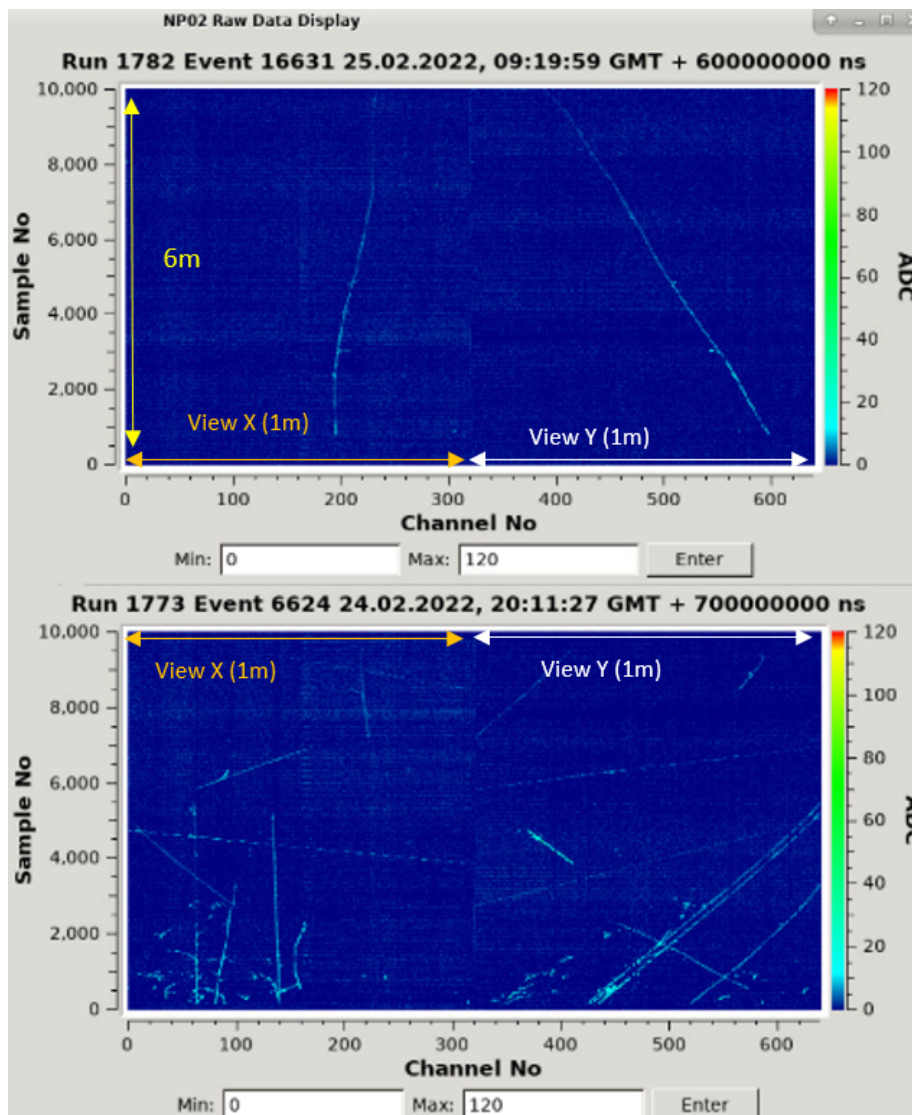 NP02 Raw Data Display
Run 1782 Event 16631 25.02.2022, 09:19:59 GMT + 600000000 ns
10,000
8,000
6,000
4,000
2,000
0
Sample No
6m
View X (1m)
View Y (1m)
120
100
80
60
40
20
0
ADC
0 100 200 300 400 500 600
Channel No
Min: 0 Max: 120 Enter
Run 1773 Event 6624 24.02.2022, 20:11:27 GMT + 700000000 ns
10,000
8,000
6,000
4,000
2,000
0
Sample No
View X (1m)
View Y (1m)
120
100
80
60
40
20
0
ADC
0 100 200 300 400 500 600
Channel No
Min: 0 Max: 120 Enter